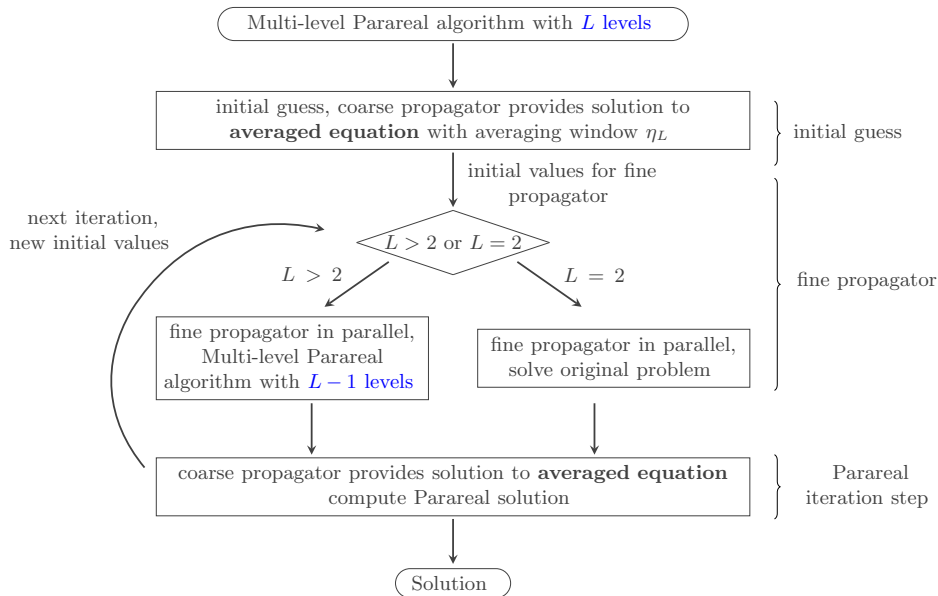 Multi-level Parareal algorithm with L levels
initial guess, coarse propagator provides solution to
averaged equation with averaging window η_L
initial guess
initial values for fine
propagator
next iteration,
new initial values
L > 2 or L = 2
L > 2
L = 2
fine propagator
fine propagator in parallel,
Multi-level Parareal
algorithm with L − 1 levels
fine propagator in parallel,
solve original problem
coarse propagator provides solution to averaged equation
compute Parareal solution
Parareal
iteration step
Solution